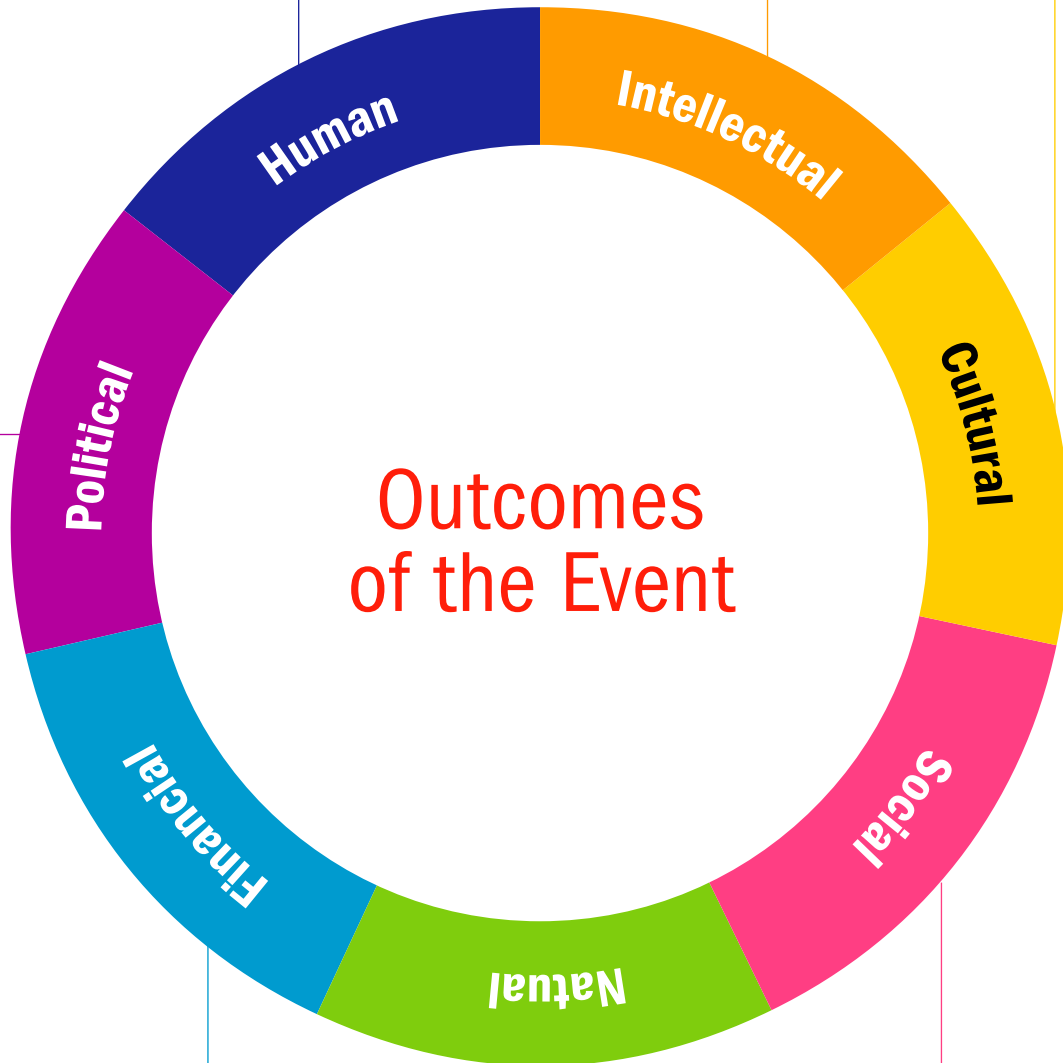 Human
Intellectual
Cultural
Social
Natual
Financial
Political
Outcomes
of the Event